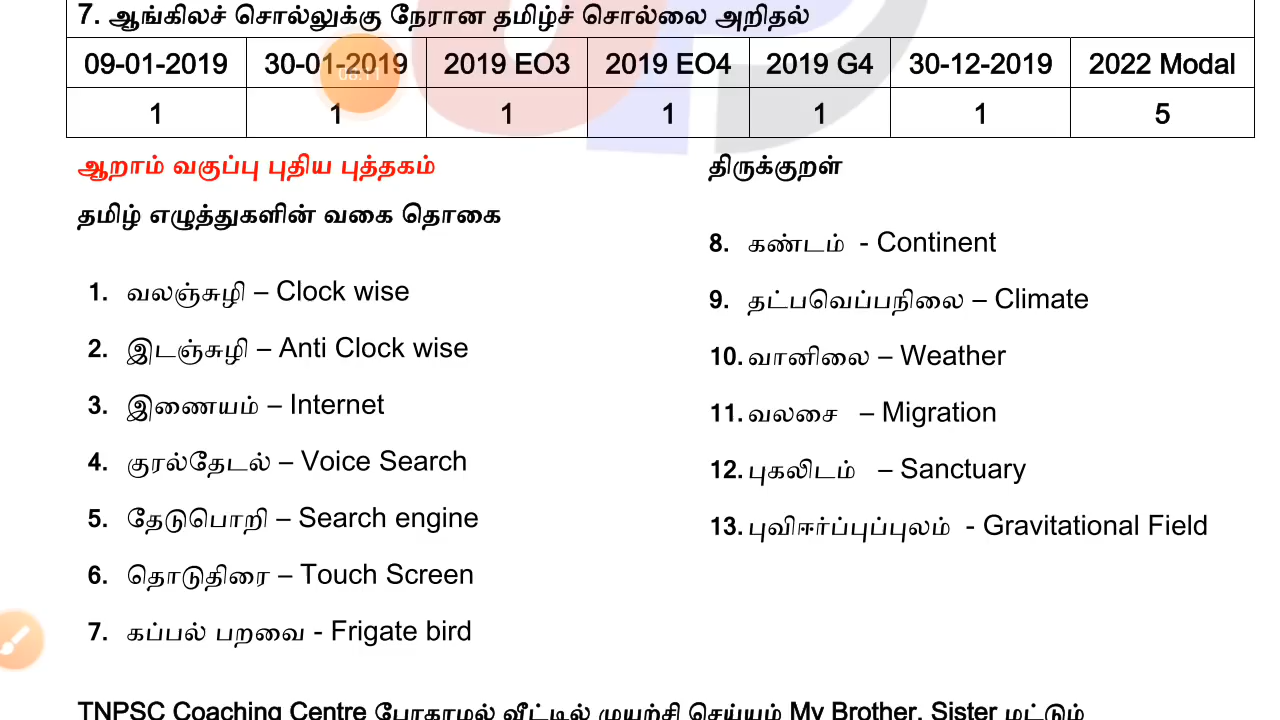 7. ஆங்கிலச் சொல்லுக்கு நேரான தமிழ்ச் சொல்லை அறிதல்
09-01-2019 30-01-2019 2019 EO3 2019 EO4 2019 G4 30-12-2019 2022 Modal
1 1 1 1 1 1 5
ஆறாம் வகுப்பு புதிய புத்தகம்
தமிழ் எழுத்துகளின் வகை தொகை
1. வலஞ்சுழி – Clock wise
2. இடஞ்சுழி – Anti Clock wise
3. இணையம் – Internet
4. குரல்தேடல் – Voice Search
5. தேடுபொறி – Search engine
6. தொடுதிரை – Touch Screen
7. கப்பல் பறவை - Frigate bird
திருக்குறள்
8. கண்டம் - Continent
9. தட்பவெப்பநிலை – Climate
10. வானிலை – Weather
11. வலசை – Migration
12. புகலிடம் – Sanctuary
13. புவிஈர்ப்புப்புலம் - Gravitational Field
TNPSC Coaching Centre போகாமல் வீட்டில் முயற்சி செய்யும் My Brother, Sister மட்டும்